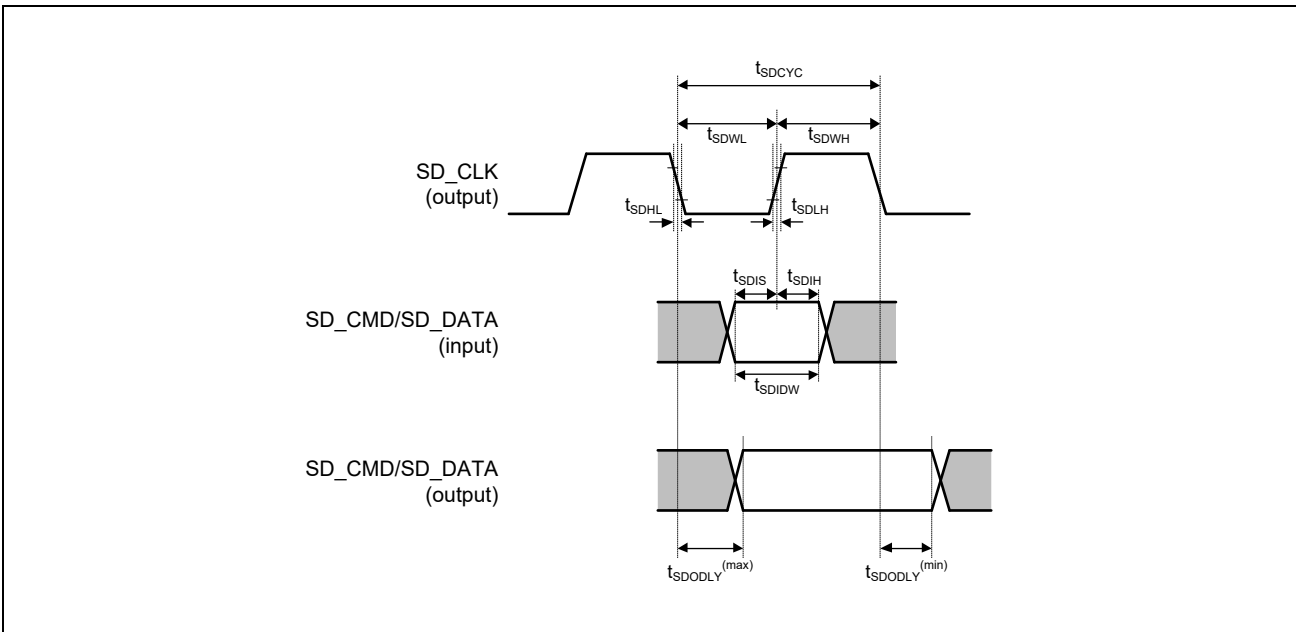 tSDCYC
tSDWL tSDWH
SD_CLK
(output)
tSDHL tSDLH
tSDIS tSDIH
SD_CMD/SD_DATA
(input)
tSDIDW
SD_CMD/SD_DATA
(output)
tSDODLY(max) tSDODLY(min)